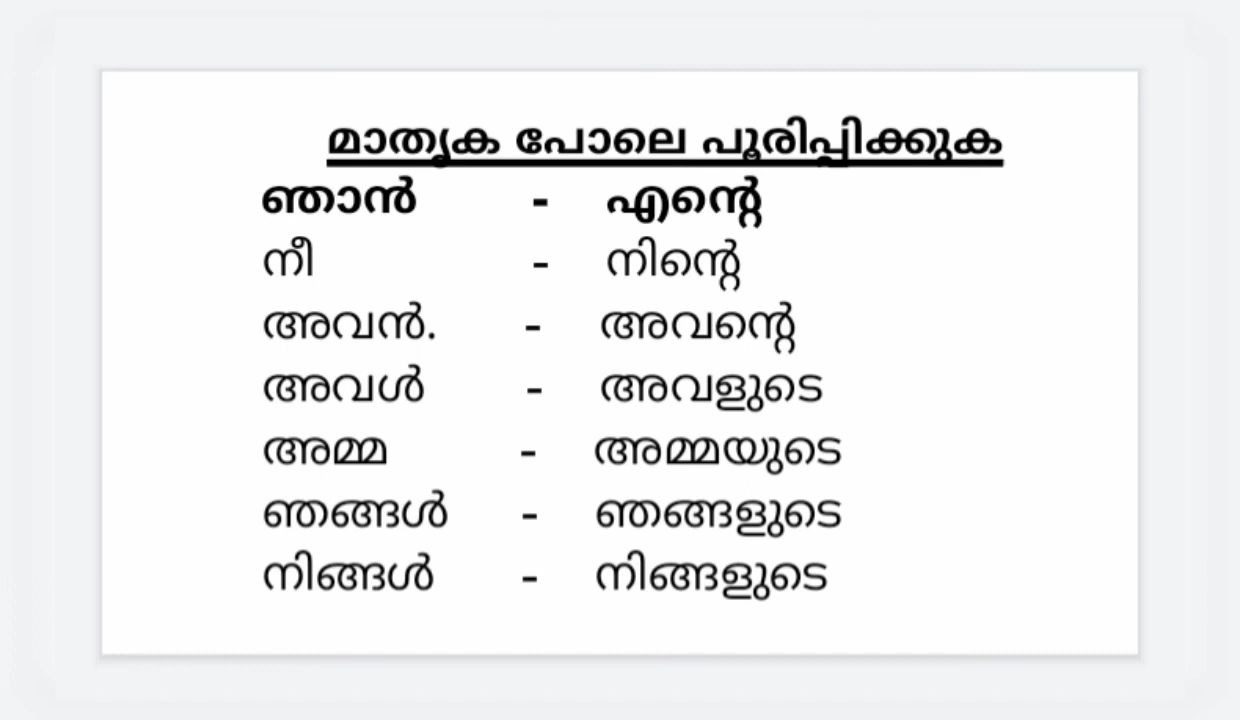 മാതൃക പോലെ പൂരിപ്പിക്കുക
ഞാൻ - എന്റെ
നീ - നിന്റെ
അവൻ. - അവന്റെ
അവൾ - അവളുടെ
അമ്മ - അമ്മയുടെ
ഞങ്ങൾ - ഞങ്ങളുടെ
നിങ്ങൾ - നിങ്ങളുടെ